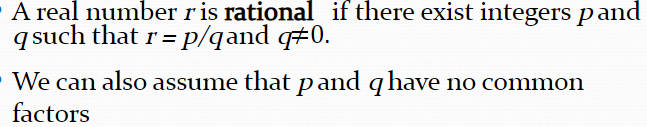 A real number r is rational if there exist integers p and
q such that r = p/q and q≠0.
We can also assume that p and q have no common
factors